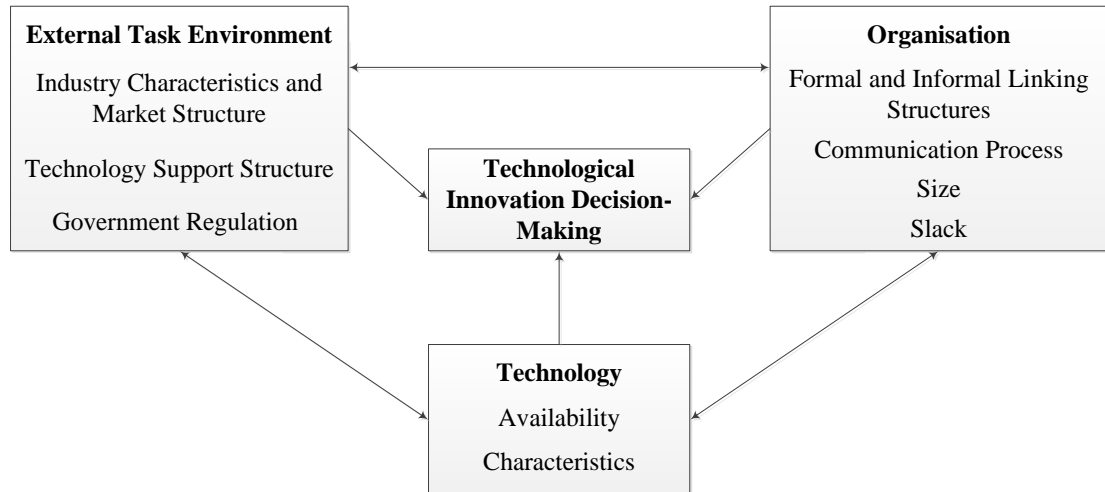 External Task Environment
Industry Characteristics and
Market Structure
Technology Support Structure
Government Regulation
Organisation
Formal and Informal Linking
Structures
Communication Process
Size
Slack
Technological
Innovation Decision-
Making
Technology
Availability
Characteristics